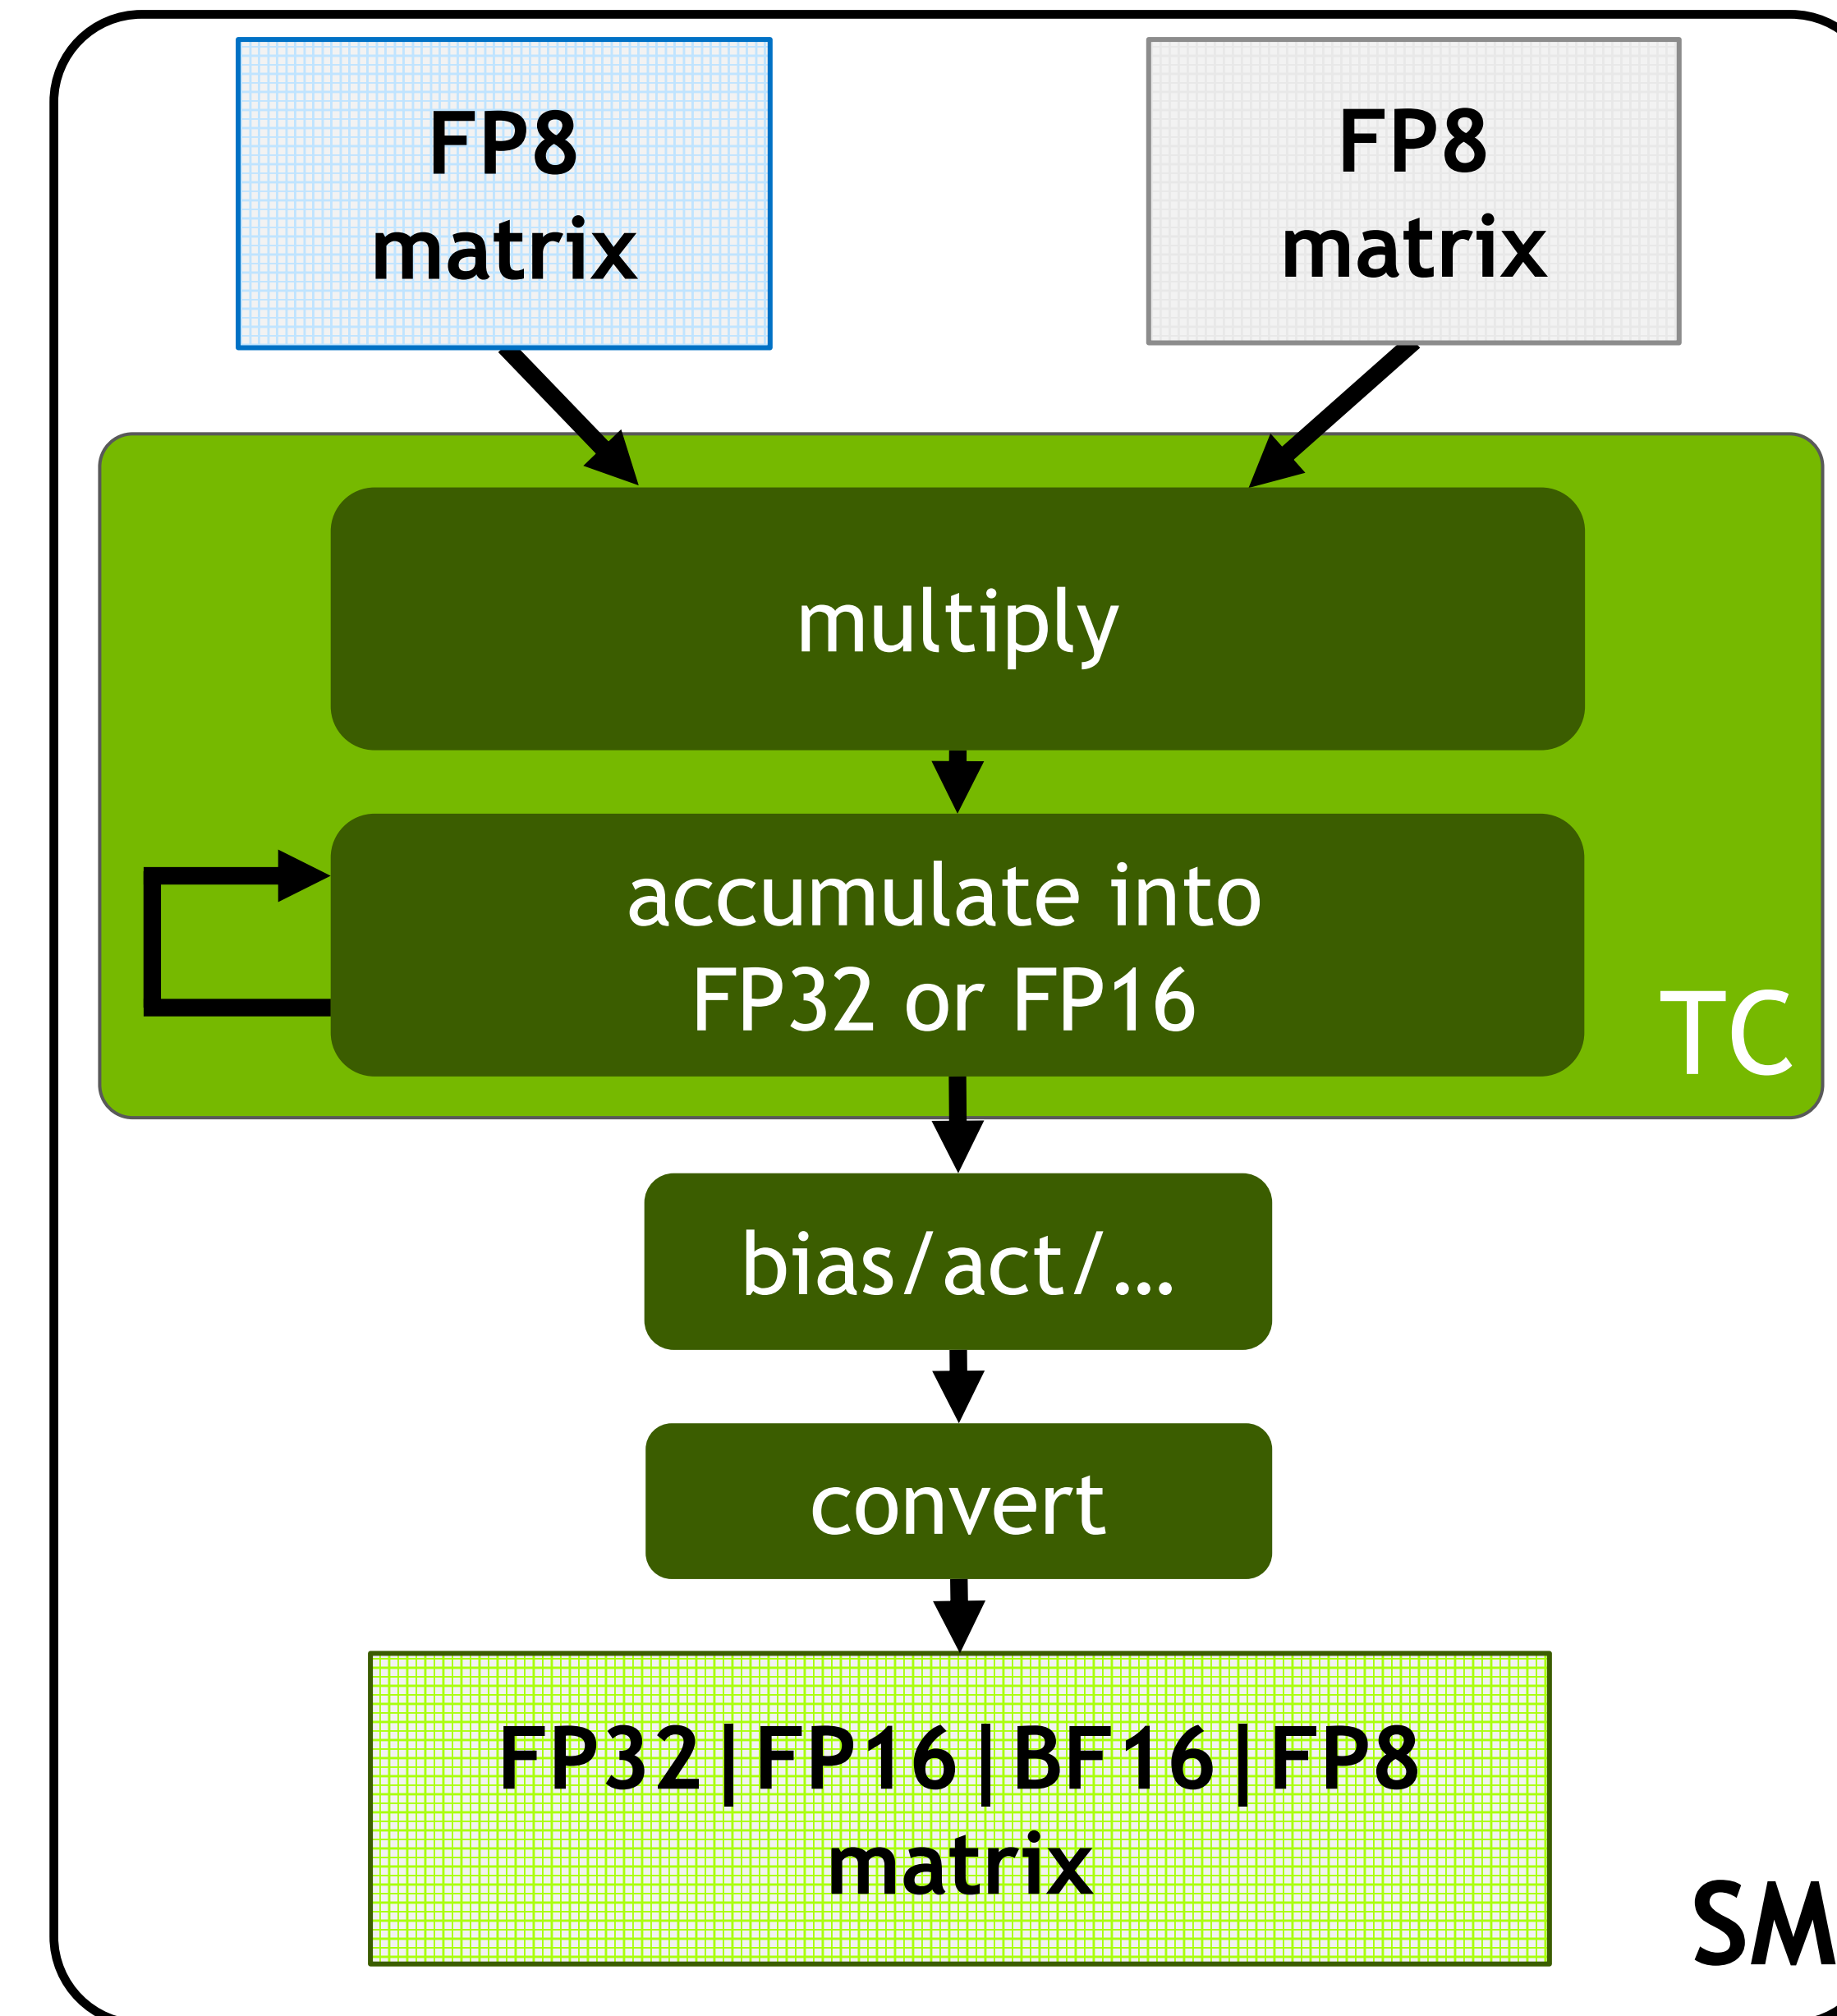 FP8
matrix
FP8
matrix
multiply
accumulate into
FP32 or FP16
TC
bias/act/...
convert
FP32|FP16|BF16|FP8
matrix
SM